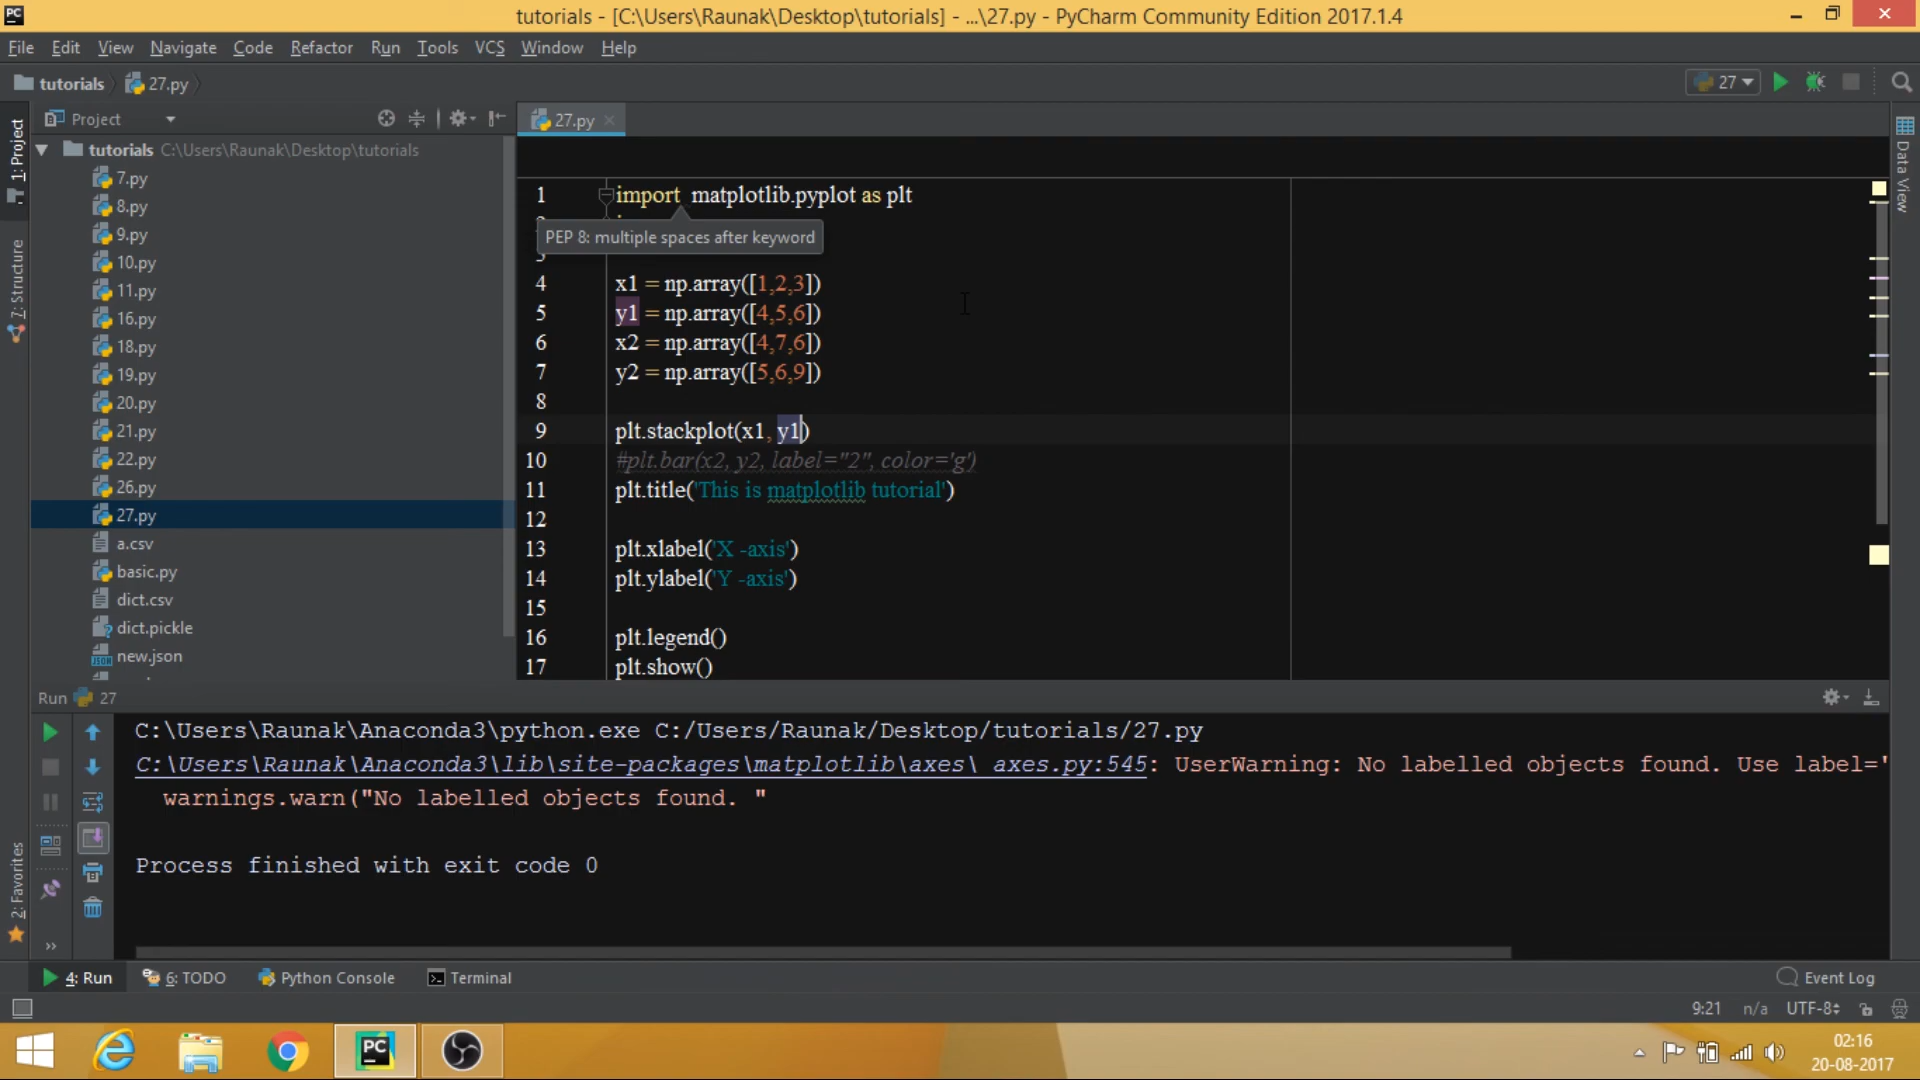 PC tutorials - [C:\Users\Raunak\Desktop\tutorials] - ...\27.py - PyCharm Community Edition 2017.1.4
File Edit View Navigate Code Refactor Run Tools VCS Window Help
tutorials 27.py 27
Project 27.py
1: Project
7: Structure
2: Favorites
Data View
tutorials C:\Users\Raunak\Desktop\tutorials
7.py
8.py
9.py
10.py
11.py
16.py
18.py
19.py
20.py
21.py
22.py
26.py
27.py
a.csv
basic.py
dict.csv
dict.pickle
new.json
1 import  matplotlib.pyplot as plt
PEP 8: multiple spaces after keyword
4 x1 = np.array([1,2,3])
5 y1 = np.array([4,5,6])
6 x2 = np.array([4,7,6])
7 y2 = np.array([5,6,9])
8
9 plt.stackplot(x1, y1)
10 #plt.bar(x2, y2, label="2", color='g')
11 plt.title('This is matplotlib tutorial')
12
13 plt.xlabel('X -axis')
14 plt.ylabel('Y -axis')
15
16 plt.legend()
17 plt.show()
Run 27
C:\Users\Raunak\Anaconda3\python.exe C:/Users/Raunak/Desktop/tutorials/27.py
C:\Users\Raunak\Anaconda3\lib\site-packages\matplotlib\axes\_axes.py:545: UserWarning: No labelled objects found. Use label='
warnings.warn("No labelled objects found. "
Process finished with exit code 0
4: Run 6: TODO Python Console Terminal Event Log
9:21 n/a UTF-8
PC
02:16
20-08-2017